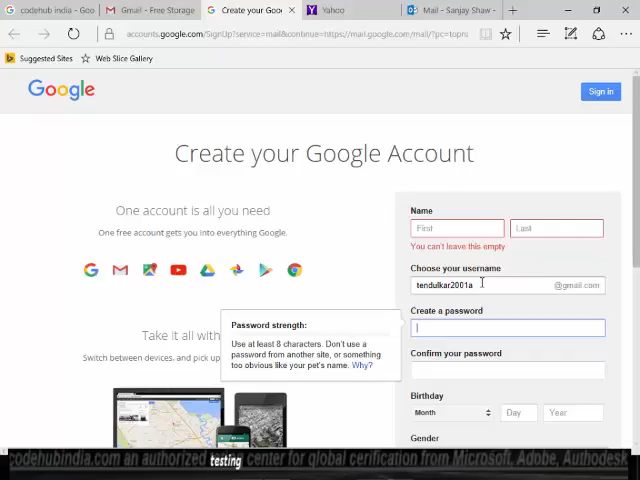 codehub india - Goo
Gmail - Free Storage
Create your Goo
Yahoo
Mail - Sanjay Shaw -
accounts.google.com/SignUp?service=mail&continue=https://mail.google.com/mail/?pc=topna
Suggested Sites
Web Slice Gallery
Google
Sign in
Create your Google Account
One account is all you need
One free account gets you into everything Google.
Take it all with
Switch between devices, and pick up
Name
First
Last
You can't leave this empty
Choose your username
tendulkar2001a
@gmail.com
Create a password
Password strength:
Use at least 8 characters. Don't use a
password from another site, or something
too obvious like your pet's name. Why?
Confirm your password
Birthday
Month
Day
Year
Gender
codehubindia.com an authorized testing center for global cerification from Microsoft, Adobe, Authodesk